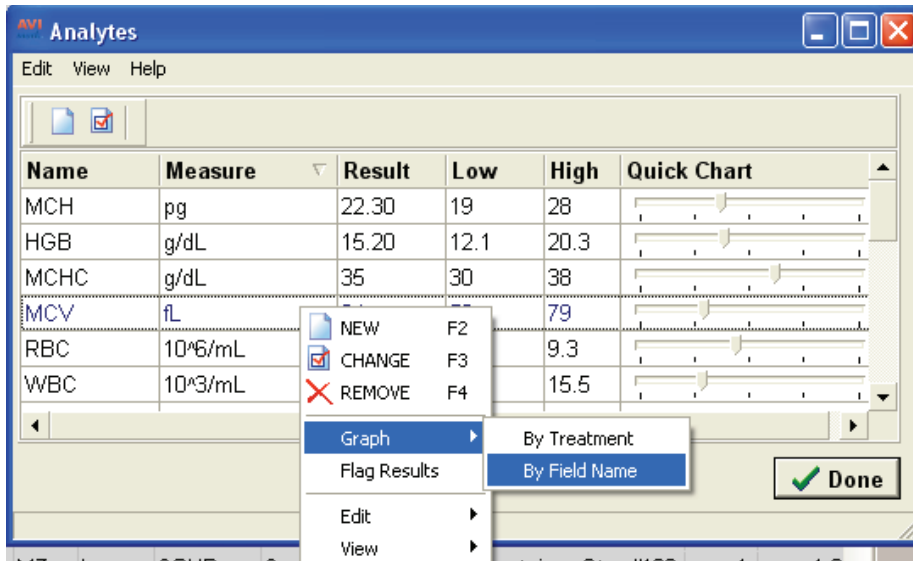 AVI Analytes
Edit View Help
Name Measure Result Low High Quick Chart
MCH pg 22.30 19 28
HGB g/dL 15.20 12.1 20.3
MCHC g/dL 35 30 38
MCV fL 79
RBC 10^6/mL 9.3
WBC 10^3/mL 15.5
NEW F2
CHANGE F3
REMOVE F4
Graph
By Treatment
By Field Name
Flag Results
Edit
View
Done